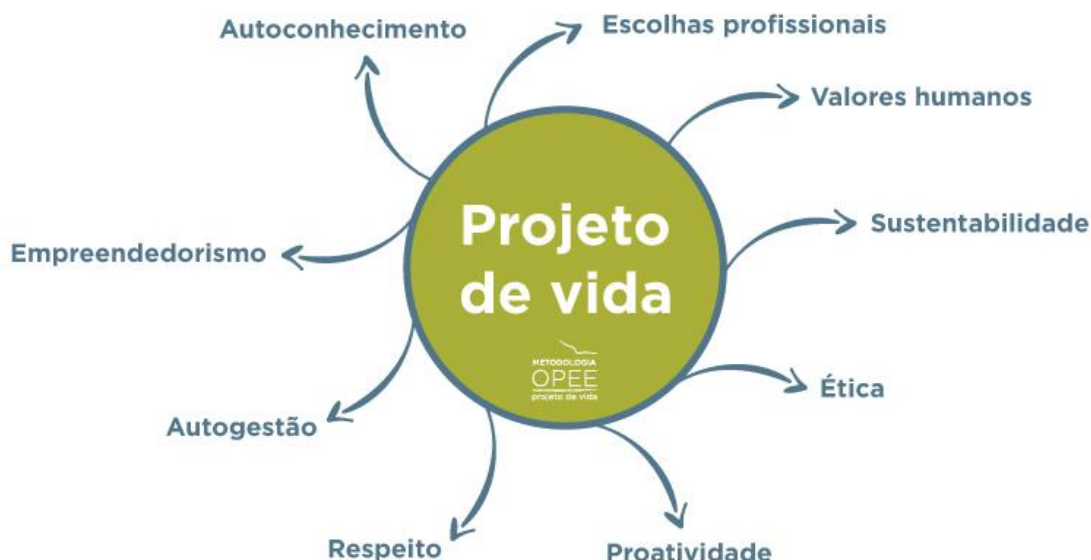 Autoconhecimento
Escolhas profissionais
Valores humanos
Sustentabilidade
Ética
Proatividade
Respeito
Autogestão
Empreendedorismo
Projeto
de vida
METODOLOGIA
OPEE
projeto de vida